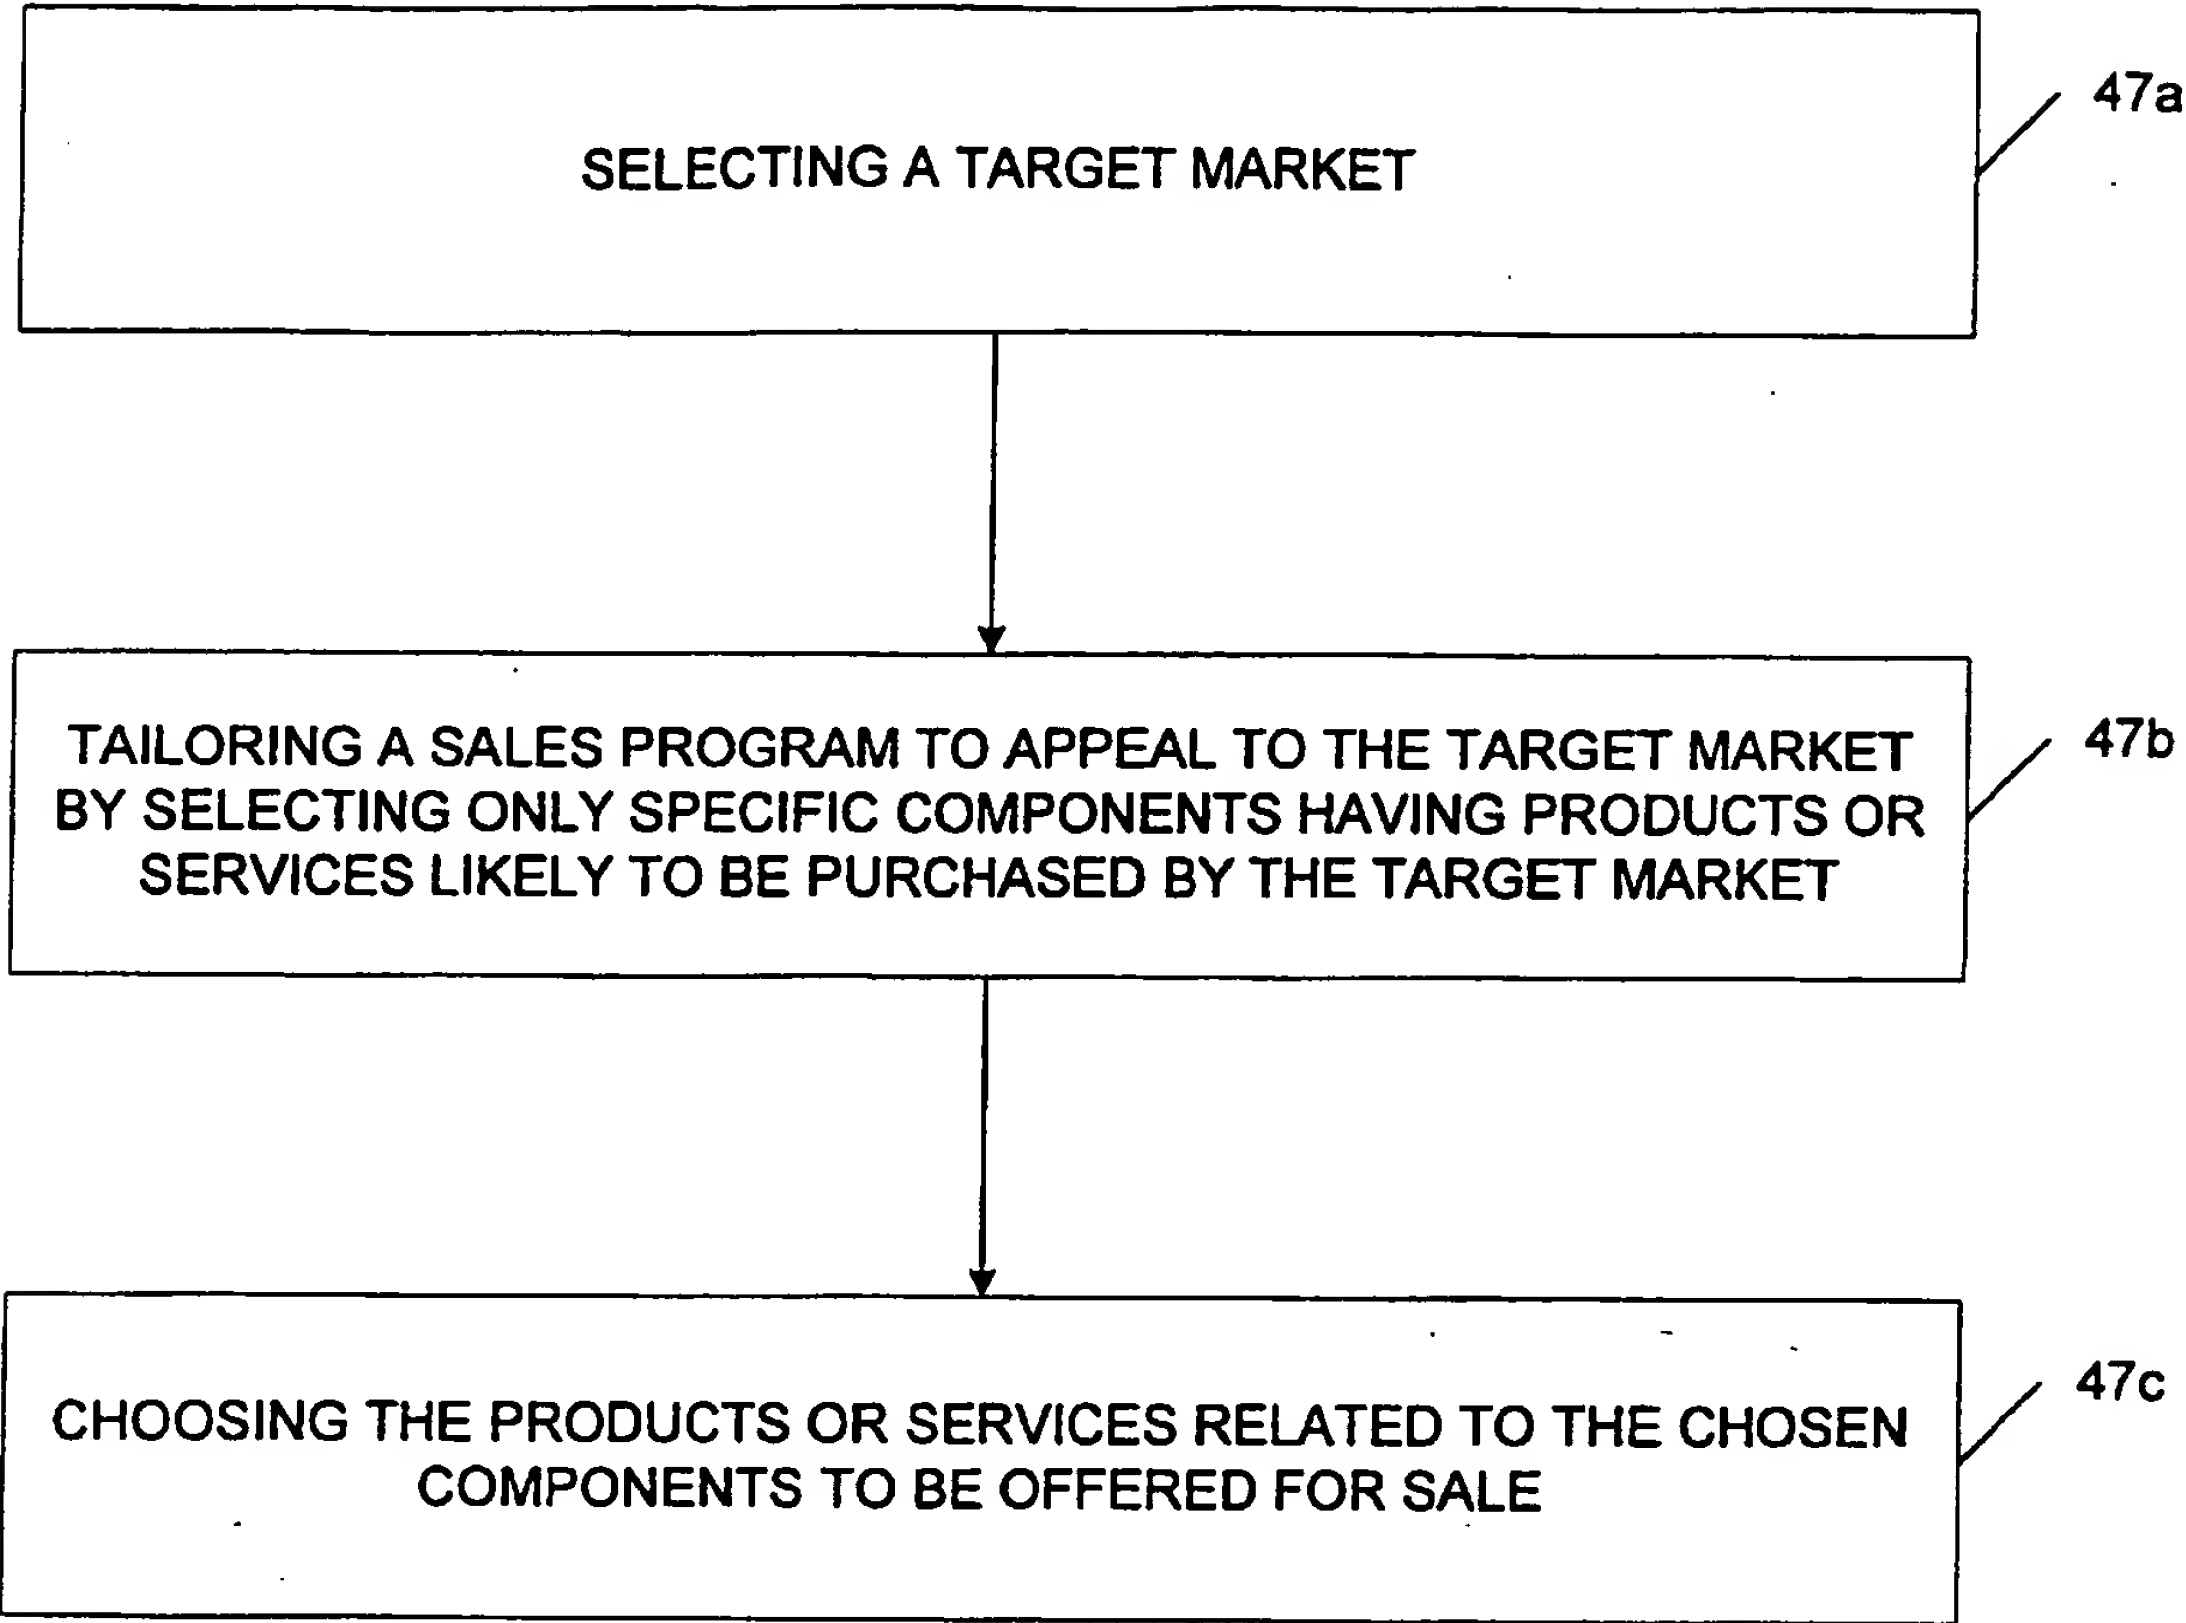 SELECTING A TARGET MARKET
47a
TAILORING A SALES PROGRAM TO APPEAL TO THE TARGET MARKET
BY SELECTING ONLY SPECIFIC COMPONENTS HAVING PRODUCTS OR
SERVICES LIKELY TO BE PURCHASED BY THE TARGET MARKET
47b
CHOOSING THE PRODUCTS OR SERVICES RELATED TO THE CHOSEN
COMPONENTS TO BE OFFERED FOR SALE
47c